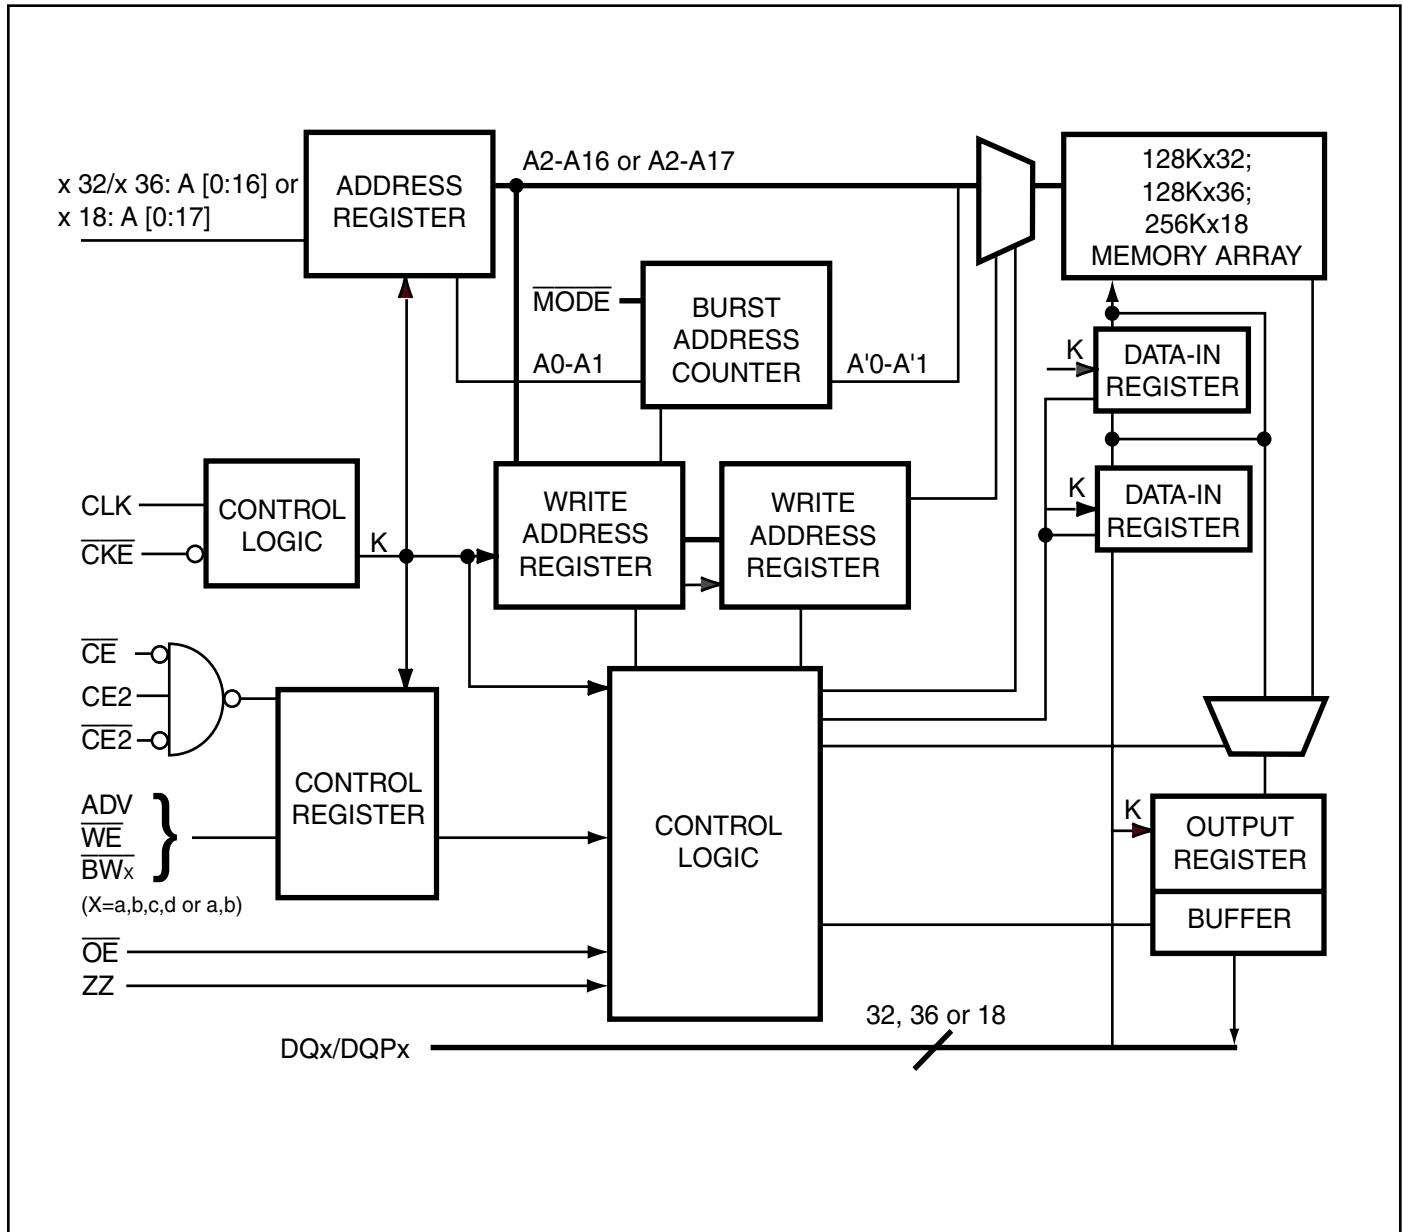 x 32/x 36: A [0:16] or
x 18: A [0:17]
ADDRESS
REGISTER
A2-A16 or A2-A17
128Kx32;
128Kx36;
256Kx18
MEMORY ARRAY
MODE
BURST
ADDRESS
COUNTER
A0-A1
A'0-A'1
K
DATA-IN
REGISTER
K
DATA-IN
REGISTER
CLK
CKE
CONTROL
LOGIC
K
WRITE
ADDRESS
REGISTER
WRITE
ADDRESS
REGISTER
CE
CE2
CE2
CONTROL
REGISTER
ADV
WE
BWx
(X=a,b,c,d or a,b)
CONTROL
LOGIC
K
OUTPUT
REGISTER
BUFFER
OE
ZZ
32, 36 or 18
DQx/DQPx